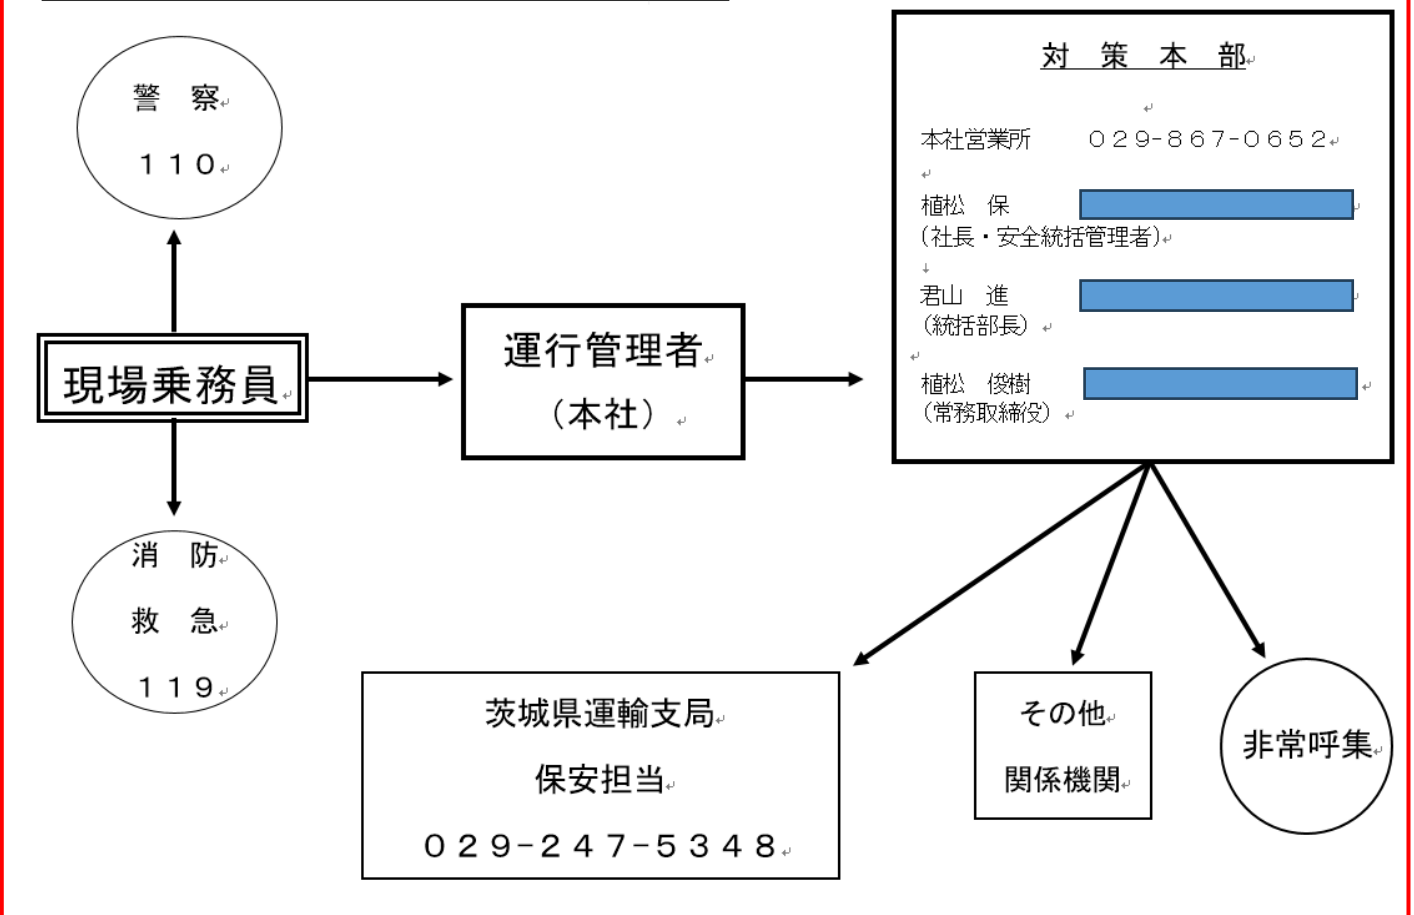 警　察
１１０
現場乗務員
消　防
救　急
１１９
運行管理者
（本社）
対　策　本　部
本社営業所　０２９-８６７-０６５２
植松　保
（社長・安全統括管理者）
君山　進
（統括部長）
植松　俊樹
（常務取締役）
茨城県運輸支局
保安担当
０２９-２４７-５３４８
その他
関係機関
非常呼集